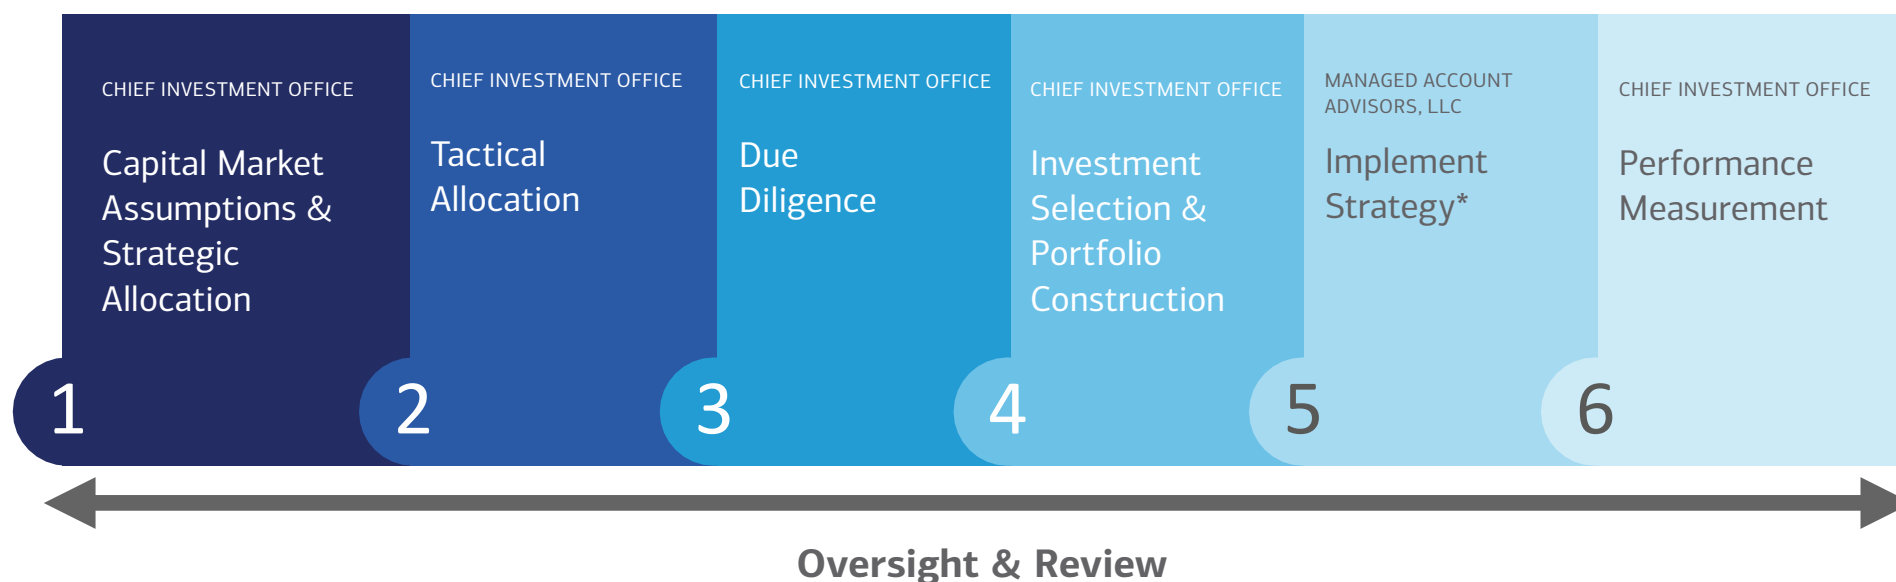 CHIEF INVESTMENT OFFICE
Capital Market
Assumptions &
Strategic
Allocation
1
CHIEF INVESTMENT OFFICE
Tactical
Allocation
2
CHIEF INVESTMENT OFFICE
Due
Diligence
3
CHIEF INVESTMENT OFFICE
Investment
Selection &
Portfolio
Construction
4
MANAGED ACCOUNT
ADVISORS, LLC
Implement
Strategy*
5
CHIEF INVESTMENT OFFICE
Performance
Measurement
6
Oversight & Review